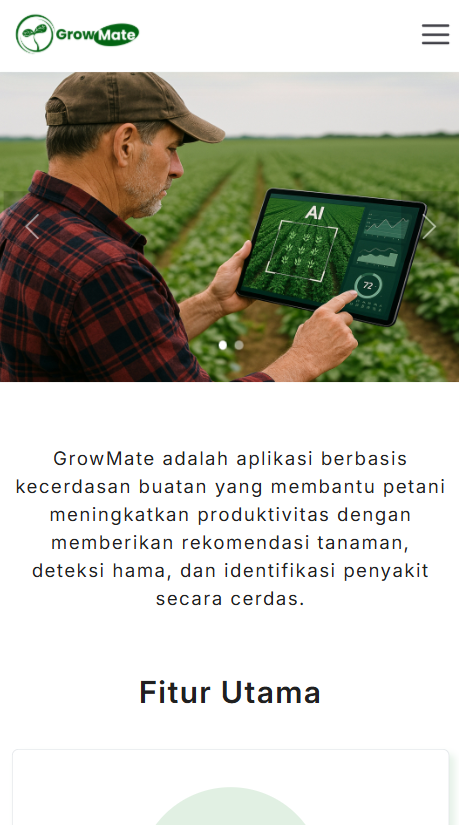 GrowMate
AI
72
GrowMate adalah aplikasi berbasis
kecerdasan buatan yang membantu petani
meningkatkan produktivitas dengan
memberikan rekomendasi tanaman,
deteksi hama, dan identifikasi penyakit
secara cerdas.
Fitur Utama